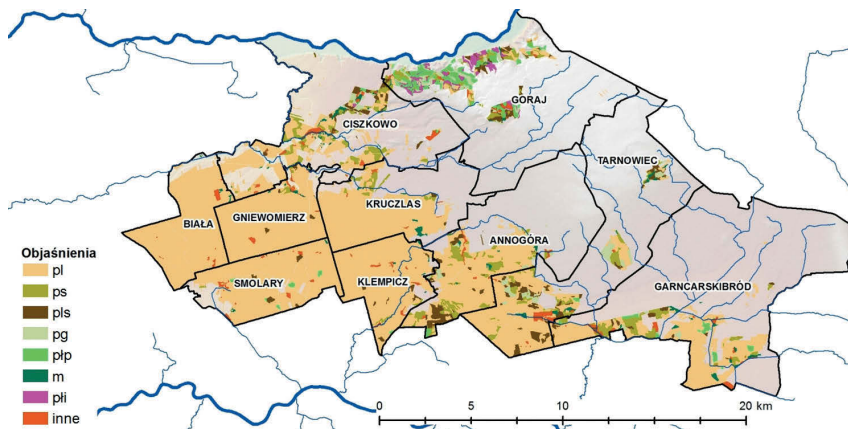 GORAJ
CISZKOWO
TARNOWIEC
KRUCZLAS
BIAŁA
GNIEWOMIERZ
ANNOGÓRA
SMOLARY
KLEMPICZ
GARNCARSKIBRÓD
Objaśnienia
pl
ps
pls
pg
płp
m
płi
inne
0 5 10 20 km